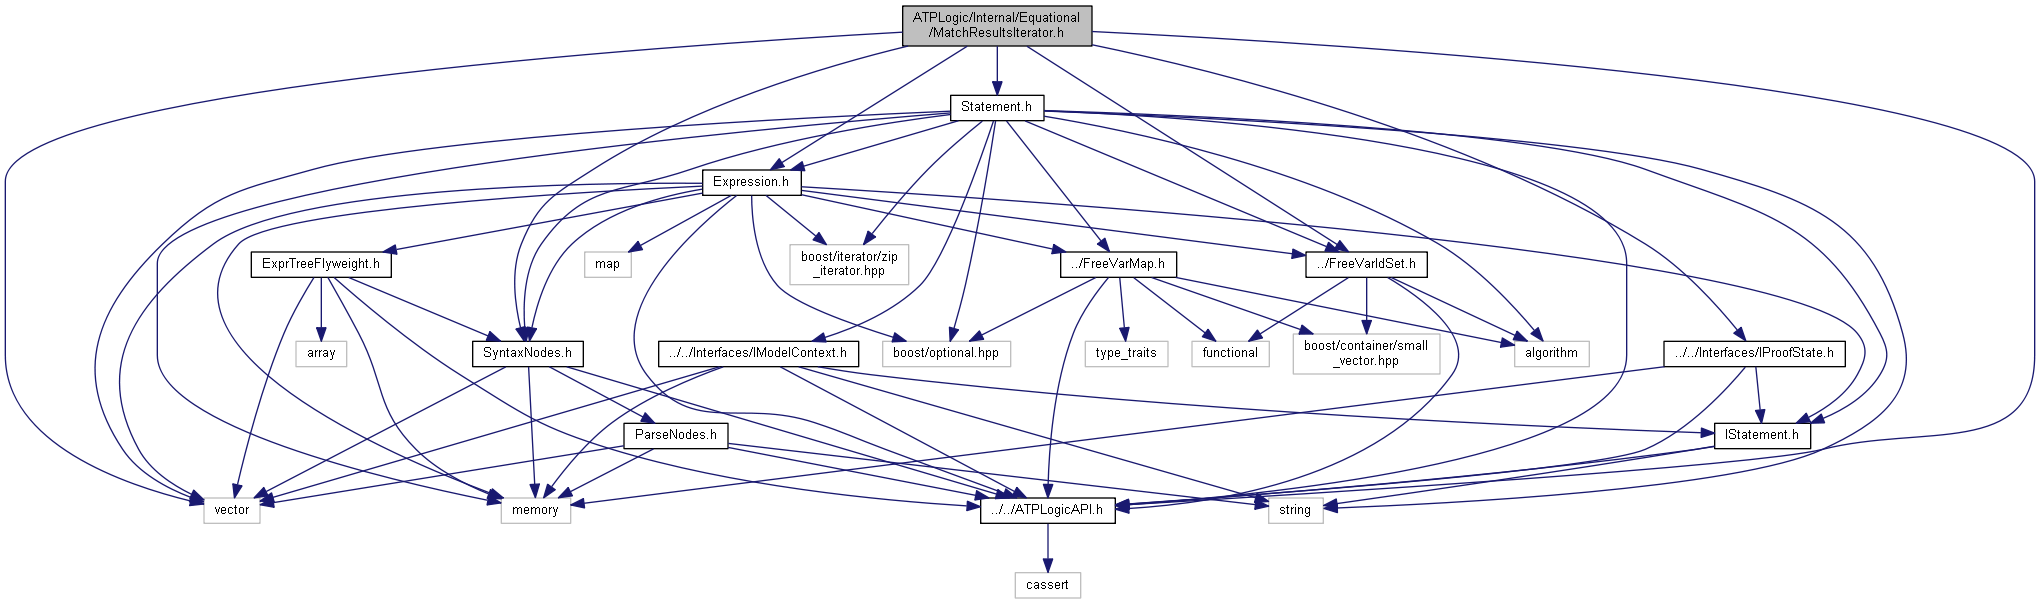 ATPLogic/Internal/Equational
/MatchResultsIterator.h
Statement.h
Expression.h
ExprTreeFlyweight.h
map
boost/iterator/zip
_iterator.hpp
../FreeVarMap.h
../FreeVarIdSet.h
array
SyntaxNodes.h
../../Interfaces/IModelContext.h
boost/optional.hpp
type_traits
functional
boost/container/small
_vector.hpp
algorithm
../../Interfaces/IProofState.h
ParseNodes.h
IStatement.h
vector
memory
../../ATPLogicAPI.h
string
cassert